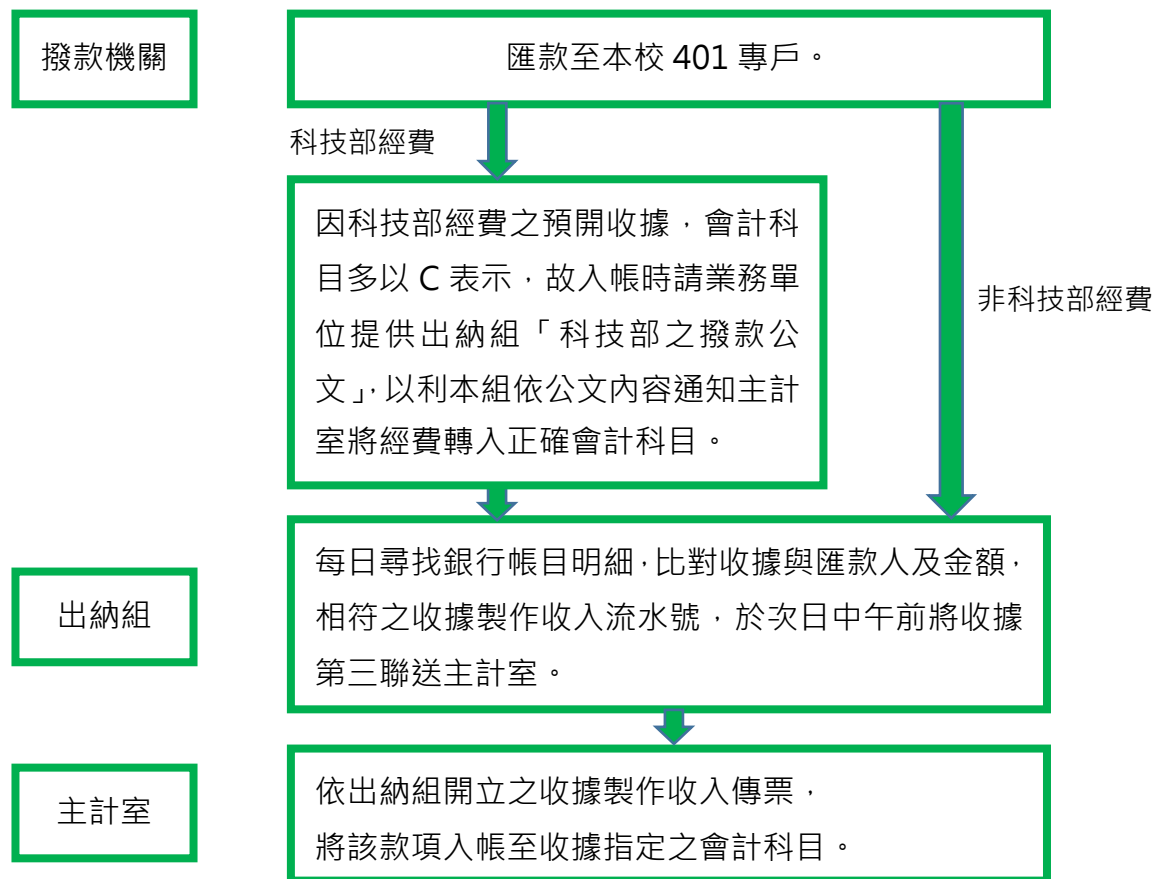 撥款機關
匯款至本校 401 專戶。
科技部經費
因科技部經費之預開收據，會計科
目多以 C 表示，故入帳時請業務單
位提供出納組「科技部之撥款公
文」，以利本組依公文內容通知主計
室將經費轉入正確會計科目。
非科技部經費
出納組
每日尋找銀行帳目明細，比對收據與匯款人及金額，
相符之收據製作收入流水號，於次日中午前將收據
第三聯送主計室。
主計室
依出納組開立之收據製作收入傳票，
將該款項入帳至收據指定之會計科目。